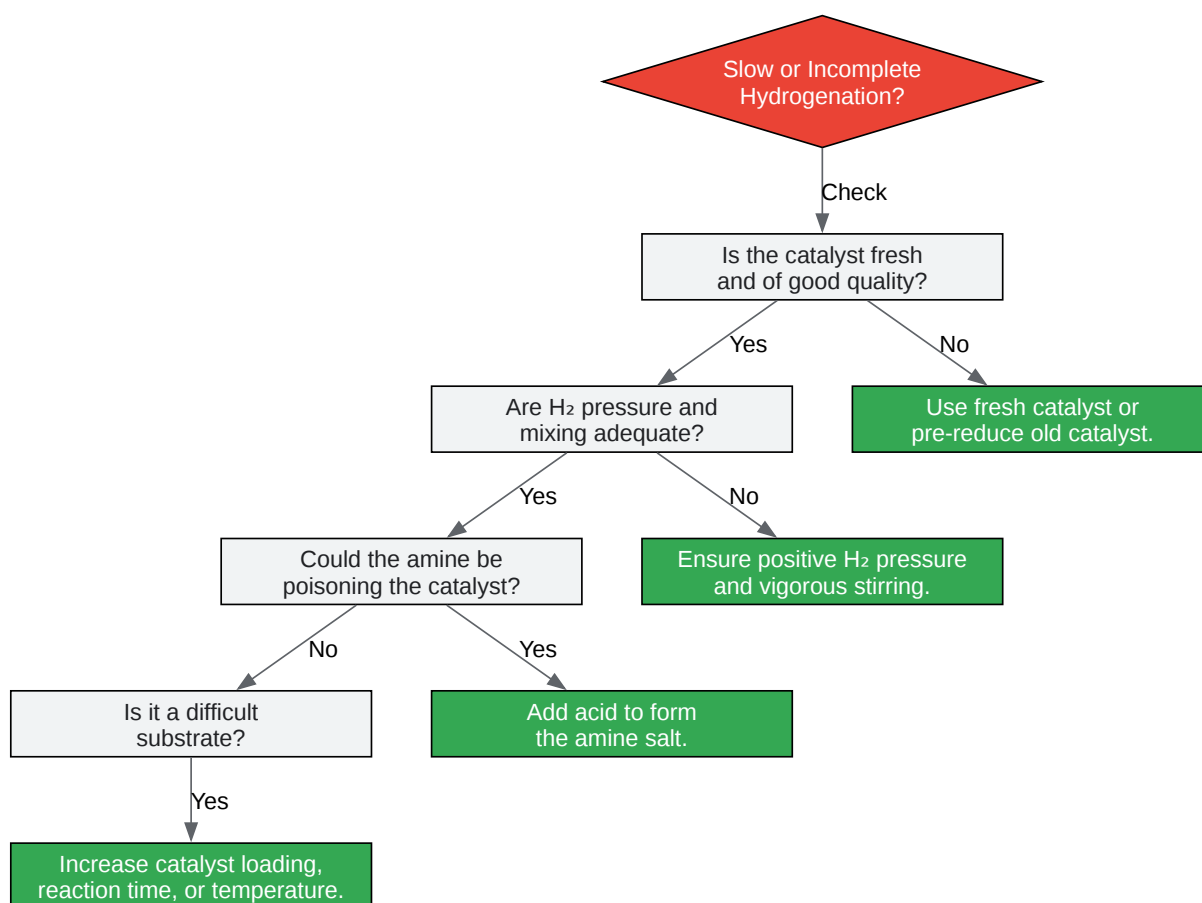 Slow or Incomplete
Hydrogenation?
Check
Is the catalyst fresh
and of good quality?
Yes
No
Are H₂ pressure and
mixing adequate?
Use fresh catalyst or
pre-reduce old catalyst.
Yes
No
Could the amine be
poisoning the catalyst?
Ensure positive H₂ pressure
and vigorous stirring.
No
Yes
Is it a difficult
substrate?
Add acid to form
the amine salt.
Yes
Increase catalyst loading,
reaction time, or temperature.